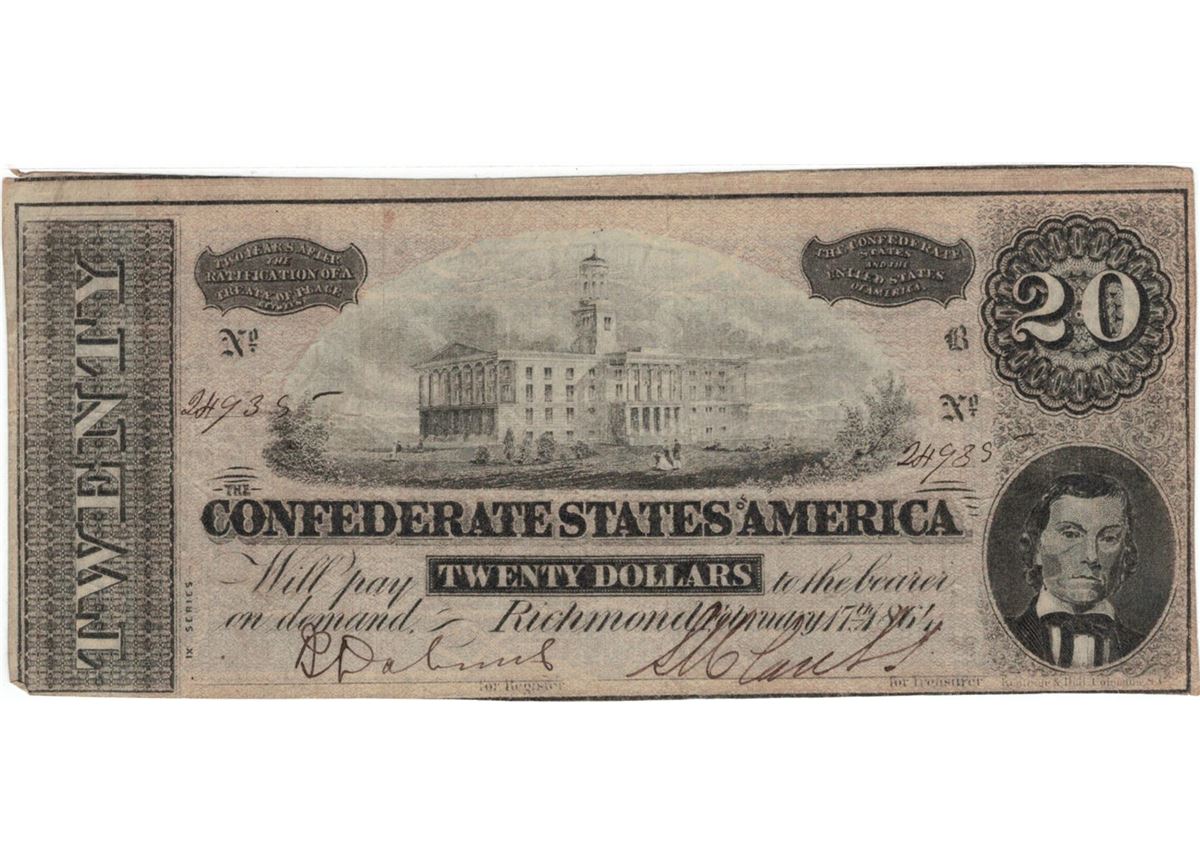 TWENTY
TWO YEARS AFTER
THE
RATIFICATION OF A
TREATY OF PEACE
BETWEEN
THE CONFEDERATE
STATES
AND THE
UNITED STATES
OF AMERICA
20
No.
B
24935
No.
24935
THE
CONFEDERATE STATES OF AMERICA
Will pay TWENTY DOLLARS to the bearer
on demand, Richmond February 17th 1864.
IX SERIES
for Register
for Treasurer